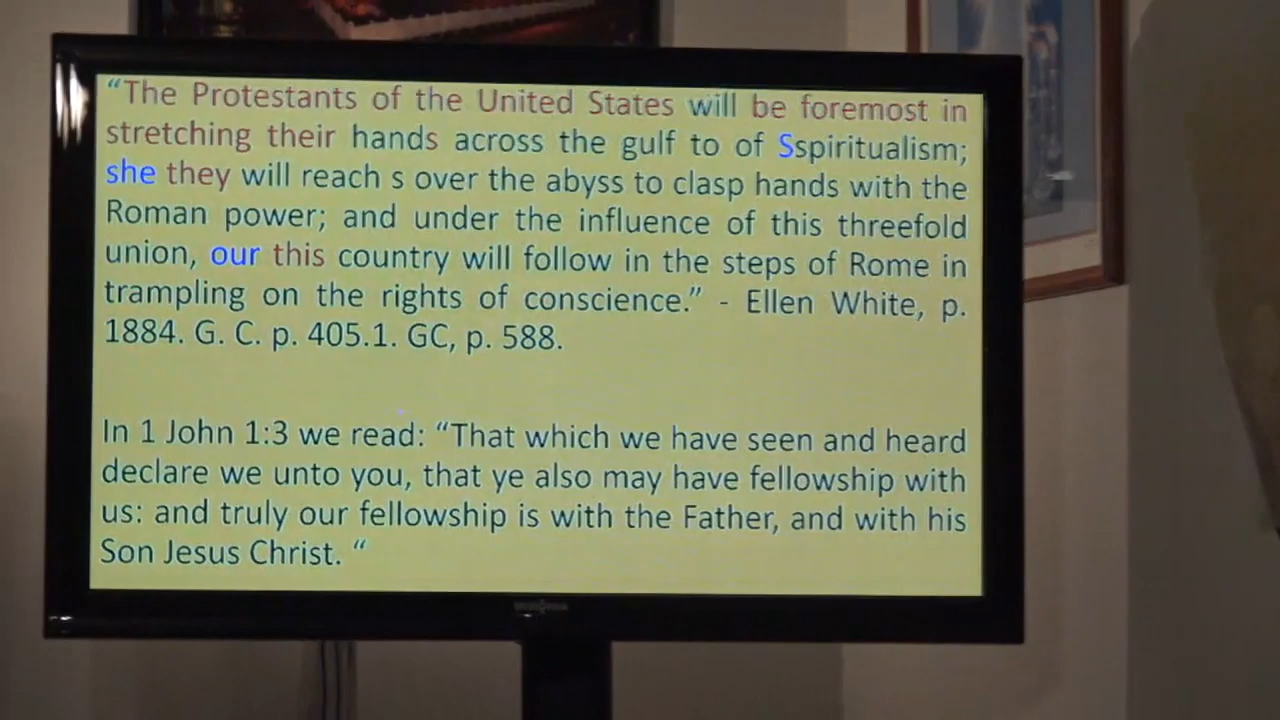 “The Protestants of the United States will be foremost in
stretching their hands across the gulf to of Sspiritualism;
she they will reach s over the abyss to clasp hands with the
Roman power; and under the influence of this threefold
union, our this country will follow in the steps of Rome in
trampling on the rights of conscience.” - Ellen White, p.
1884. G. C. p. 405.1. GC, p. 588.
In 1 John 1:3 we read: “That which we have seen and heard
declare we unto you, that ye also may have fellowship with
us: and truly our fellowship is with the Father, and with his
Son Jesus Christ. “